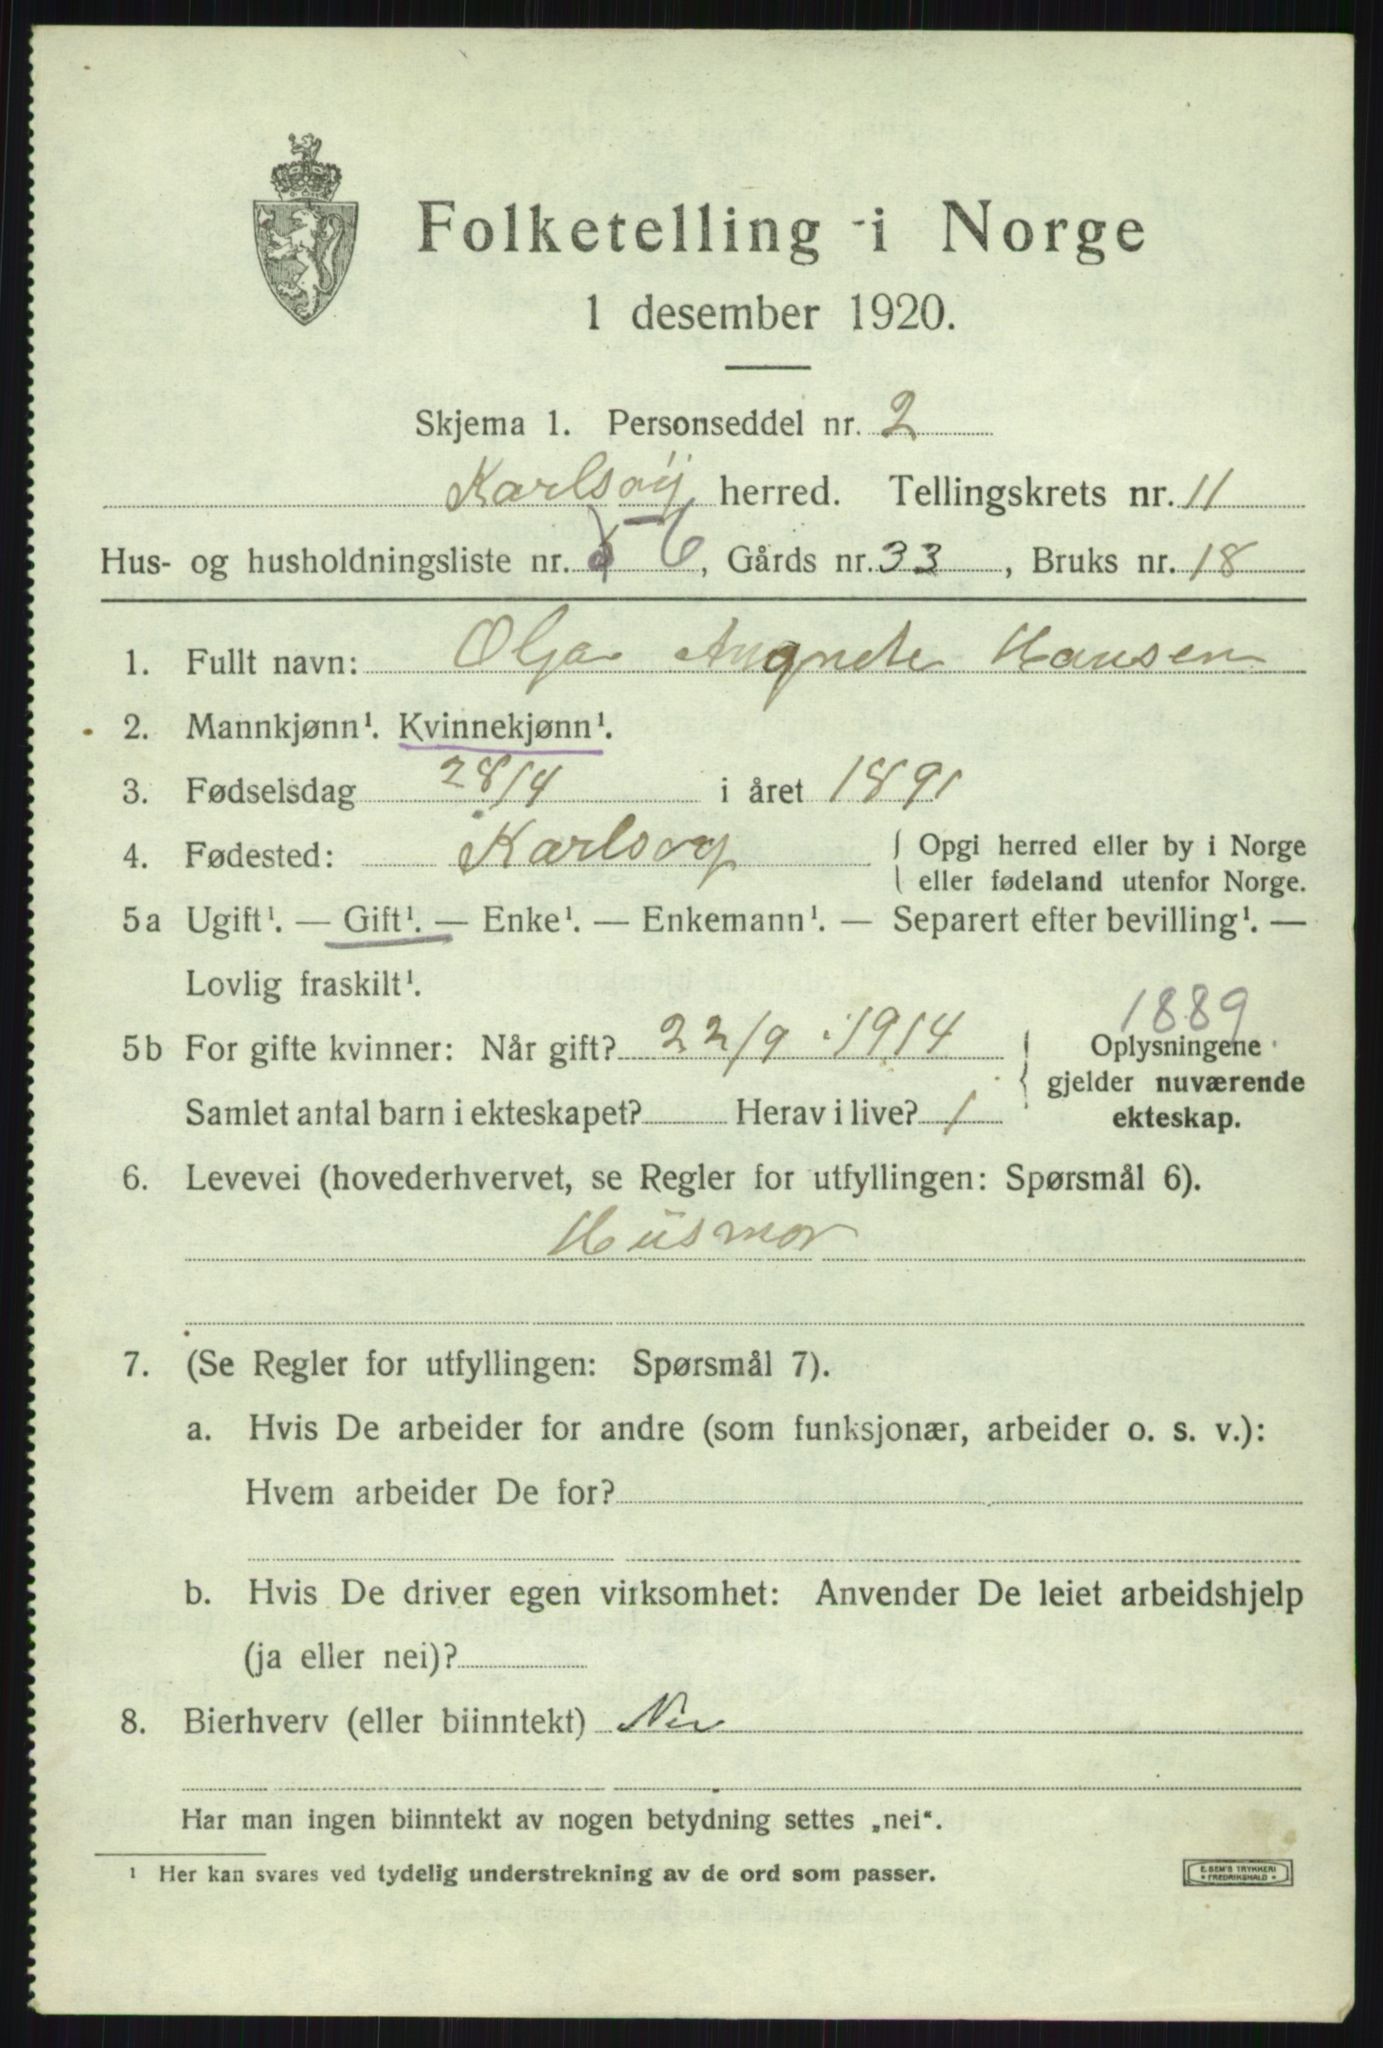 Folketelling i Norge
1 desember 1920.
Skjema 1. Personseddel nr. 2
Karlsøy herred. Tellingskrets nr. 11
Hus- og husholdningsliste nr. 6, Gårds nr. 33, Bruks nr. 18
1. Fullt navn: Olga Hansen
2. Mannkjønn¹. Kvinnekjønn¹.
3. Fødselsdag 28/4 i året 1891
4. Fødested: Karlsøy { Opgi herred eller by i Norge
eller fødeland utenfor Norge.
5a Ugift¹. — Gift¹. — Enke¹. — Enkemann¹. — Separert efter bevilling¹. —
Lovlig fraskilt¹.
1889
5b For gifte kvinner: Når gift? 22/9 1914 { Oplysningene
gjelder nuværende
Samlet antal barn i ekteskapet? Herav i live? 1 ekteskap.
6. Levevei (hovederhvervet, se Regler for utfyllingen: Spørsmål 6).
Husmor
7. (Se Regler for utfyllingen: Spørsmål 7).
a. Hvis De arbeider for andre (som funksjonær, arbeider o. s. v.):
Hvem arbeider De for?
b. Hvis De driver egen virksomhet: Anvender De leiet arbeidshjelp
(ja eller nei)?
8. Bierhverv (eller biinntekt) Nei
Har man ingen biinntekt av nogen betydning settes „nei“.
¹ Her kan svares ved tydelig understrekning av de ord som passer.
E. SEM'S TRYKKERI
* FREDRIKSHALD *